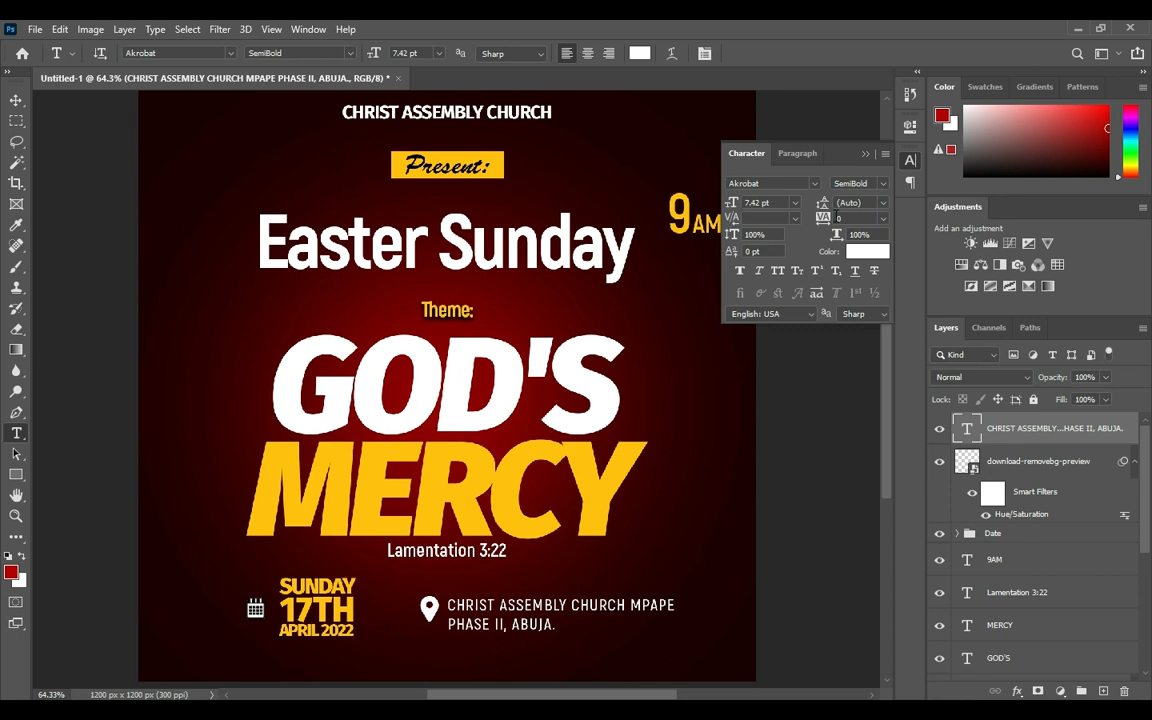 Ps File Edit Image Layer Type Select Filter 3D View Window Help
T Akrobat SemiBold 7.42 pt aa Sharp
Untitled-1 @ 64.3% (CHRIST ASSEMBLY CHURCH MPAPE PHASE II, ABUJA., RGB/8) *
CHRIST ASSEMBLY CHURCH
Present:
Easter Sunday
9AM
Theme:
GOD'S
MERCY
Lamentation 3:22
SUNDAY
17TH
APRIL 2022
CHRIST ASSEMBLY CHURCH MPAPE
PHASE II, ABUJA.
Character Paragraph
Akrobat SemiBold
7.42 pt (Auto)
0
100% 100%
0 pt Color:
English: USA aa Sharp
Color Swatches Gradients Patterns
Adjustments
Add an adjustment
Layers Channels Paths
Kind
Normal Opacity: 100%
Lock: Fill: 100%
CHRIST ASSEMBLY...HASE II, ABUJA.
download-removebg-preview
Smart Filters
Hue/Saturation
Date
9AM
Lamentation 3:22
MERCY
GOD'S
64.33% 1200 px x 1200 px (300 ppi)